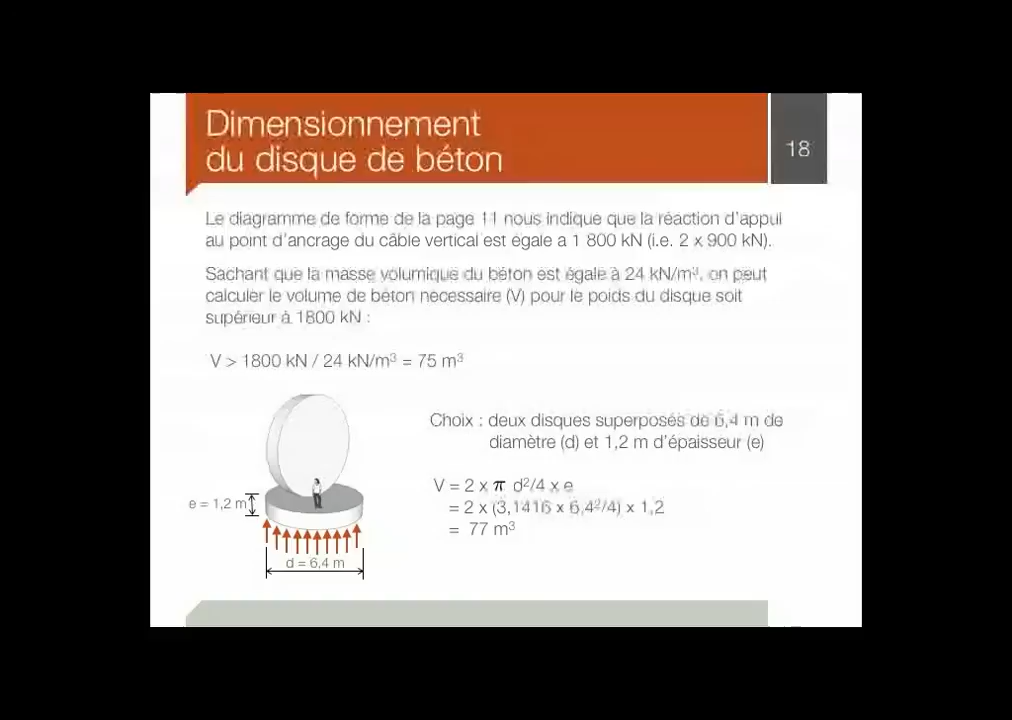 Dimensionnement
du disque de béton
18
Le diagramme de forme de la page 11 nous indique que la réaction d'appui
au point d'ancrage du câble vertical est égale a 1 800 kN (i.e. 2 x 900 kN).
Sachant que la masse volumique du béton est égale à 24 kN/m³, on peut
calculer le volume de béton nécessaire (V) pour le poids du disque soit
supérieur à 1800 kN :
V > 1800 kN / 24 kN/m³ = 75 m³
Choix : deux disques superposés de 6,4 m de
diamètre (d) et 1,2 m d'épaisseur (e)
V = 2 x π d²/4 x e
= 2 x (3,1416 x 6,4²/4) x 1,2
= 77 m³
e = 1,2 m
d = 6,4 m